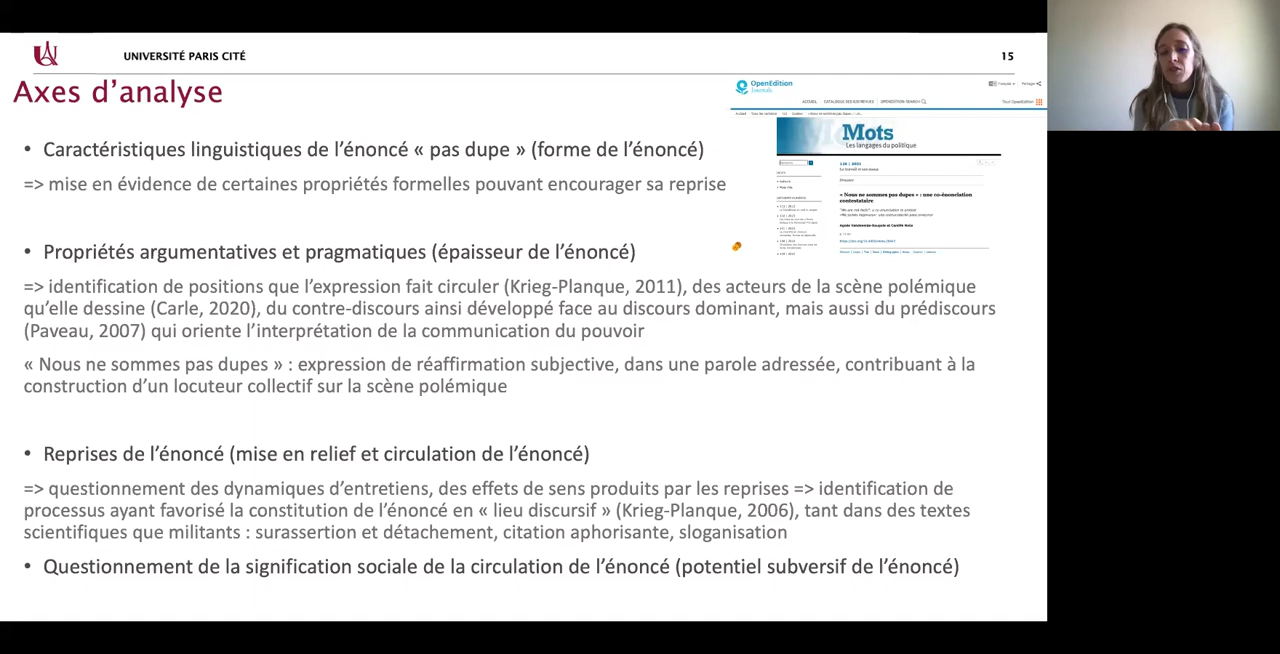 UNIVERSITÉ PARIS CITÉ
15
Axes d’analyse
• Caractéristiques linguistiques de l’énoncé « pas dupe » (forme de l’énoncé)
=> mise en évidence de certaines propriétés formelles pouvant encourager sa reprise
• Propriétés argumentatives et pragmatiques (épaisseur de l’énoncé)
=> identification de positions que l’expression fait circuler (Krieg-Planque, 2011), des acteurs de la scène polémique
qu’elle dessine (Carle, 2020), du contre-discours ainsi développé face au discours dominant, mais aussi du prédiscours
(Paveau, 2007) qui oriente l’interprétation de la communication du pouvoir
« Nous ne sommes pas dupes » : expression de réaffirmation subjective, dans une parole adressée, contribuant à la
construction d’un locuteur collectif sur la scène polémique
• Reprises de l’énoncé (mise en relief et circulation de l’énoncé)
=> questionnement des dynamiques d’entretiens, des effets de sens produits par les reprises => identification de
processus ayant favorisé la constitution de l’énoncé en « lieu discursif » (Krieg-Planque, 2006), tant dans des textes
scientifiques que militants : surassertion et détachement, citation aphorisante, sloganisation
• Questionnement de la signification sociale de la circulation de l’énoncé (potentiel subversif de l’énoncé)
OpenEdition
Journals
ACCUEIL CATALOGUE DES REVUES OPENEDITION SEARCH
Tout OpenEdition
Mots
Les langages du politique
« Nous ne sommes pas dupes » : une co-énonciation
contestataire